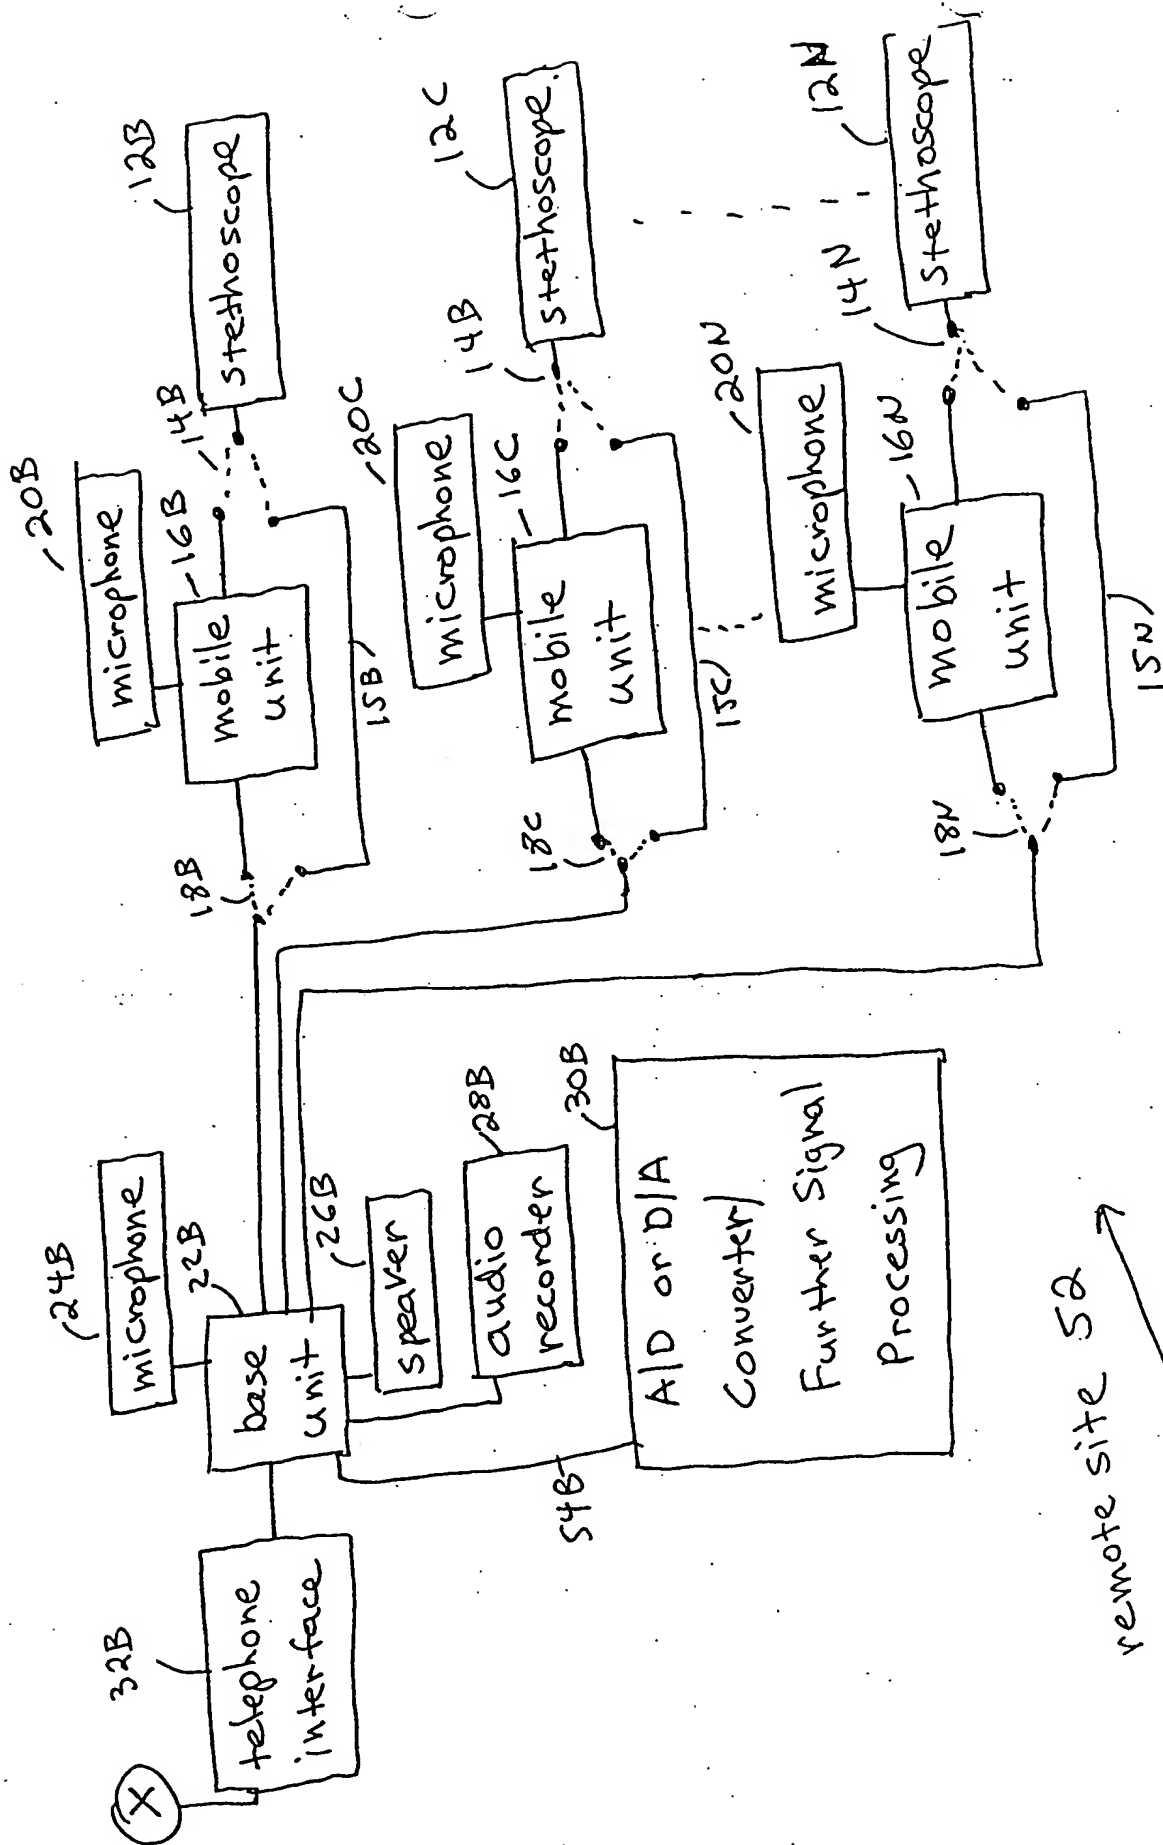 X
32B
telephone
interface
24B
microphone
22B
base
unit
26B
speaker
28B
audio
recorder
54B
30B
A/D or D/A
Converter/
Further Signal
Processing
remote site 52
18B
20B
microphone
16B
mobile
unit
15B
14B
12B
stethoscope
18C
20C
microphone
16C
mobile
unit
15C
14B
12C
stethoscope
18N
20N
microphone
16N
mobile
unit
15N
14N
12N
stethoscope